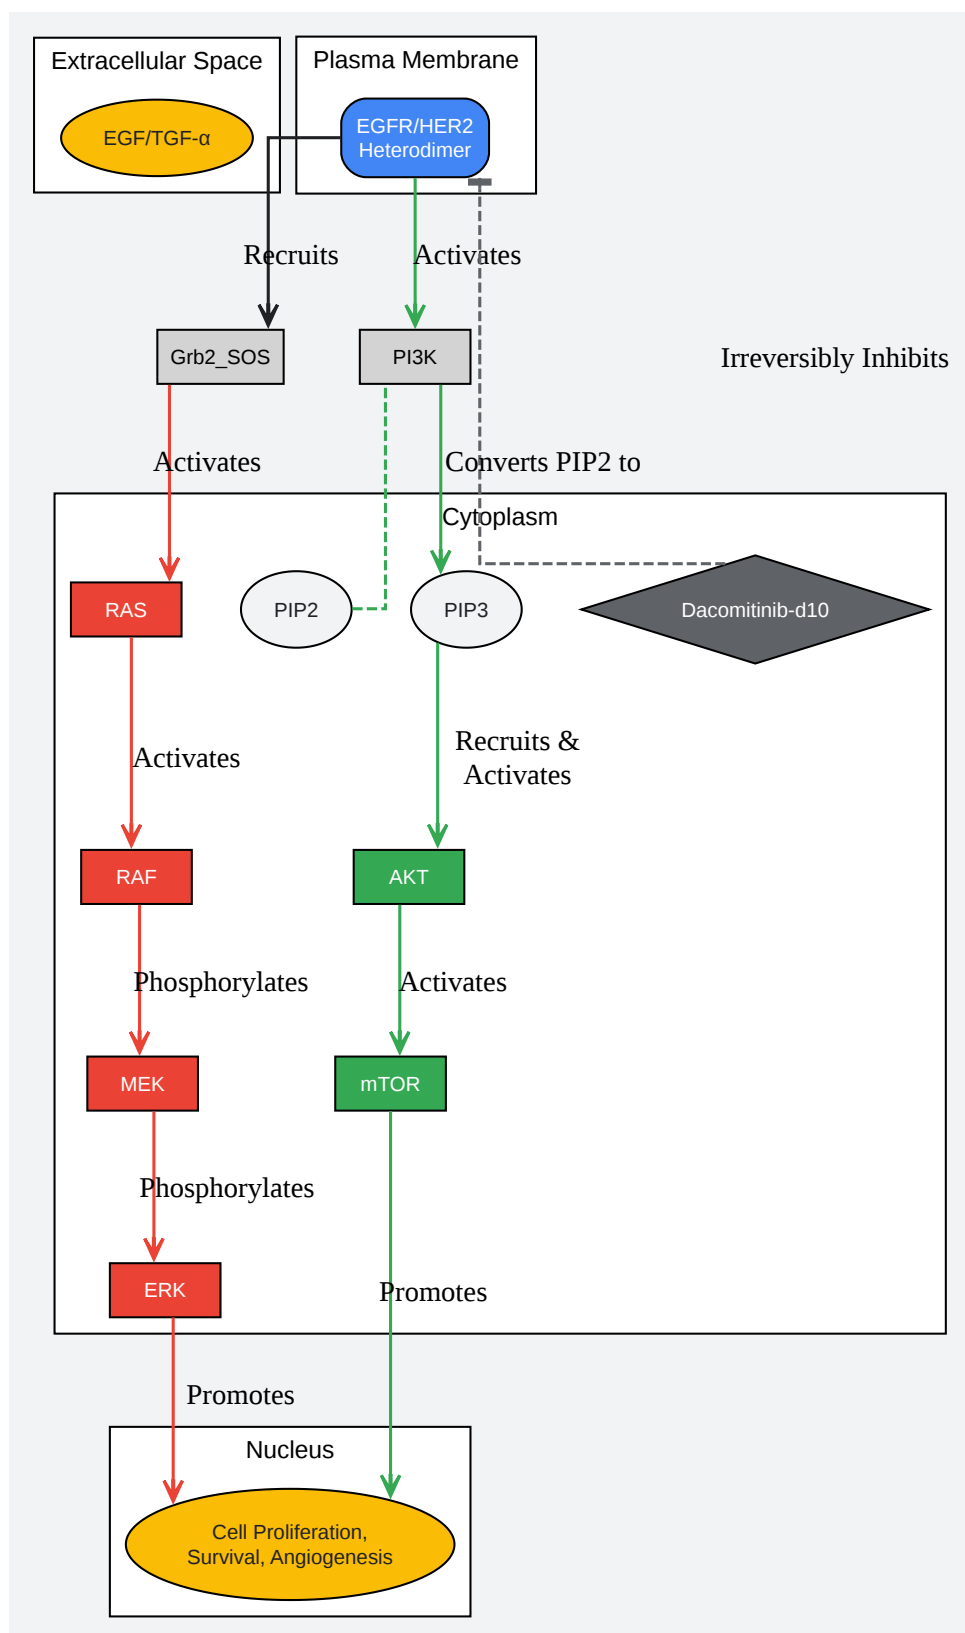 Extracellular Space
Plasma Membrane
EGF/TGF-α
EGFR/HER2
Heterodimer
Recruits
Activates
Grb2_SOS
PI3K
Irreversibly Inhibits
Activates
Converts PIP2 to
Cytoplasm
RAS
PIP2
PIP3
Dacomitinib-d10
Activates
Recruits &
Activates
RAF
AKT
Phosphorylates
Activates
MEK
mTOR
Phosphorylates
ERK
Promotes
Promotes
Nucleus
Cell Proliferation,
Survival, Angiogenesis